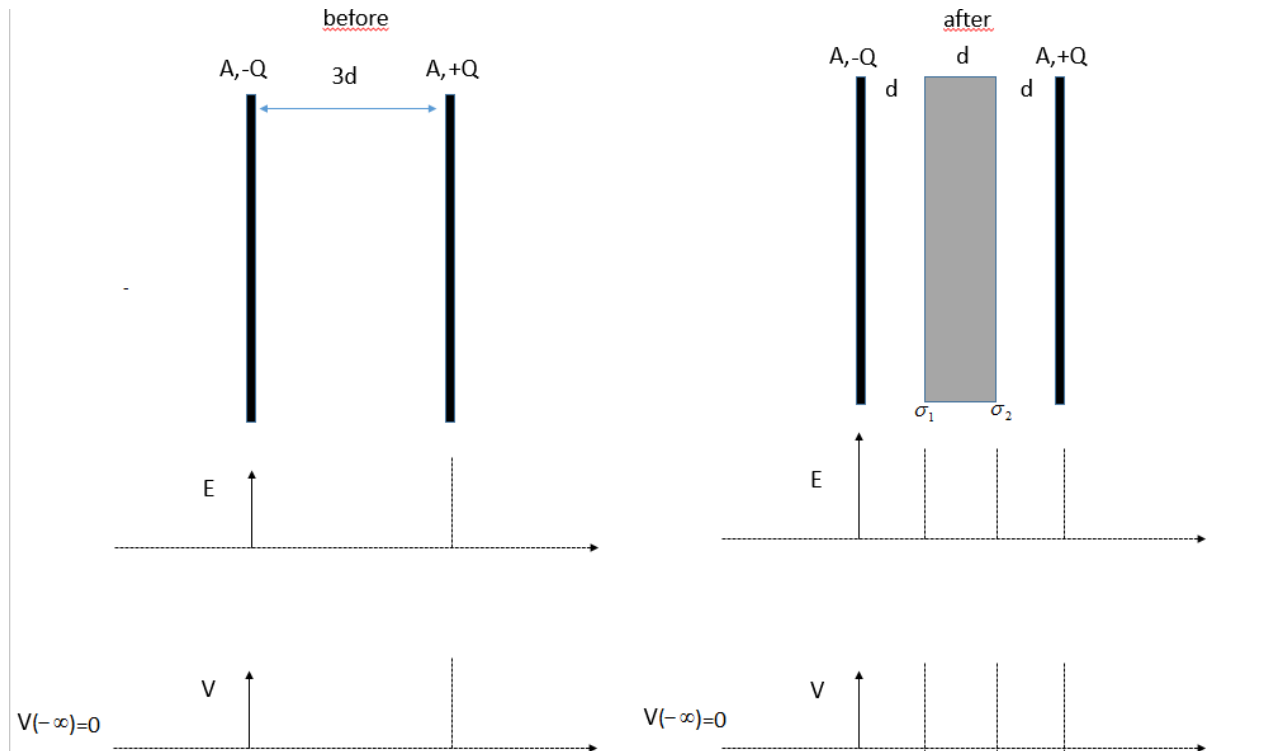 before
A,-Q
3d
A,+Q
-
E
V
V(− ∞)=0
after
A,-Q
d
A,+Q
d
d
σ1
σ2
E
V
V(− ∞)=0